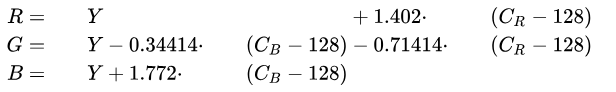 R = Y + 1.402· (C_R − 128)
G = Y − 0.34414· (C_B − 128) − 0.71414· (C_R − 128)
B = Y + 1.772· (C_B − 128)